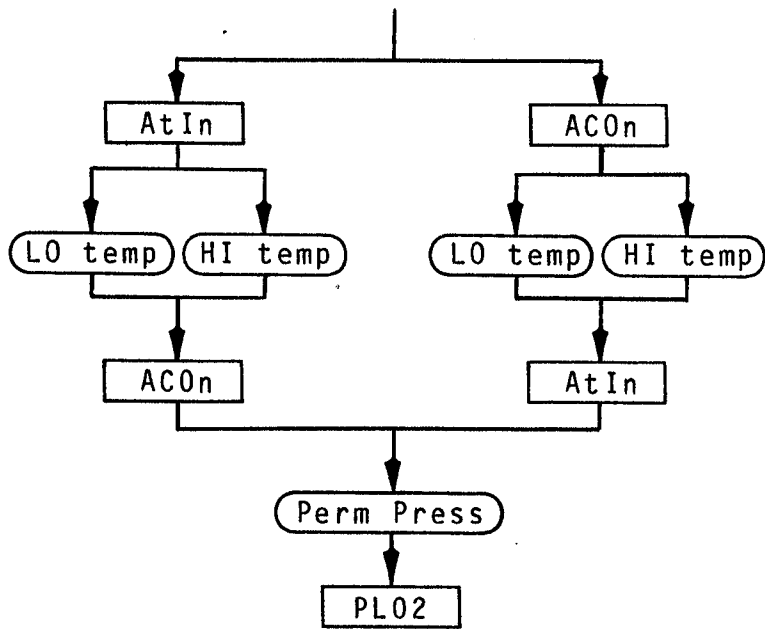 AtIn
ACOn
LO temp
HI temp
LO temp
HI temp
ACOn
AtIn
Perm Press
PLO2